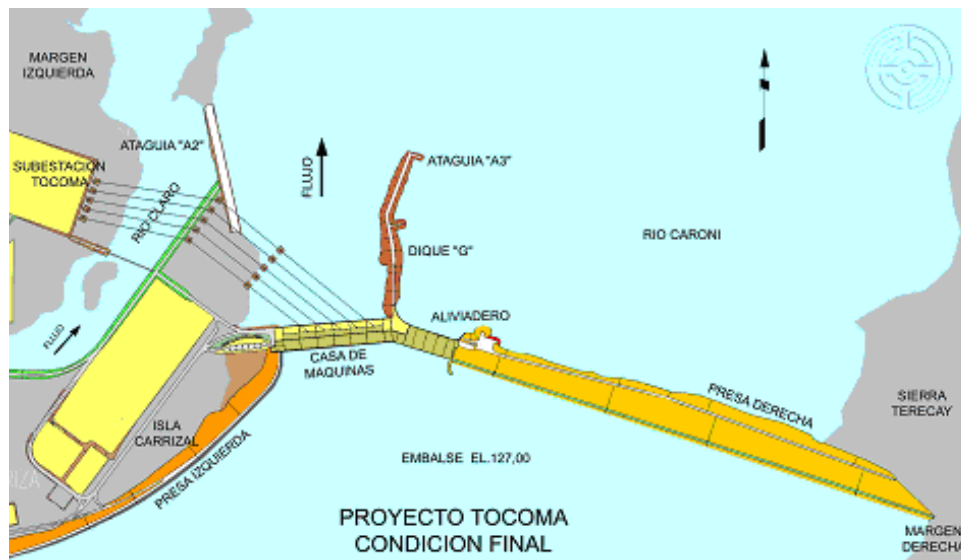 MARGEN
IZQUIERDA
ATAGUIA "A2"
SUBESTACION
TOCOMA
RIO CLARO
FLUJO
ATAGUIA "A3"
DIQUE "G"
RIO CARONI
FLUJO
ALIVIADERO
CASA DE
MAQUINAS
PRESA DERECHA
SIERRA
TERECAY
ISLA
CARRIZAL
PRESA IZQUIERDA
EMBALSE EL.127,00
PROYECTO TOCOMA
CONDICION FINAL
MARGEN
DERECHA